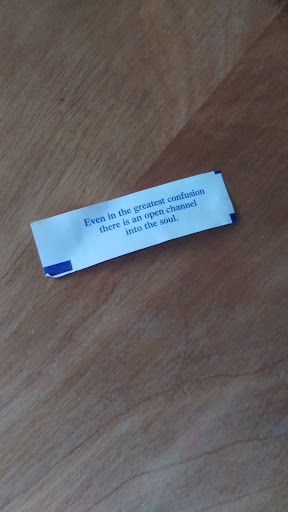 Even in the greatest confusion
there is an open channel
into the soul.